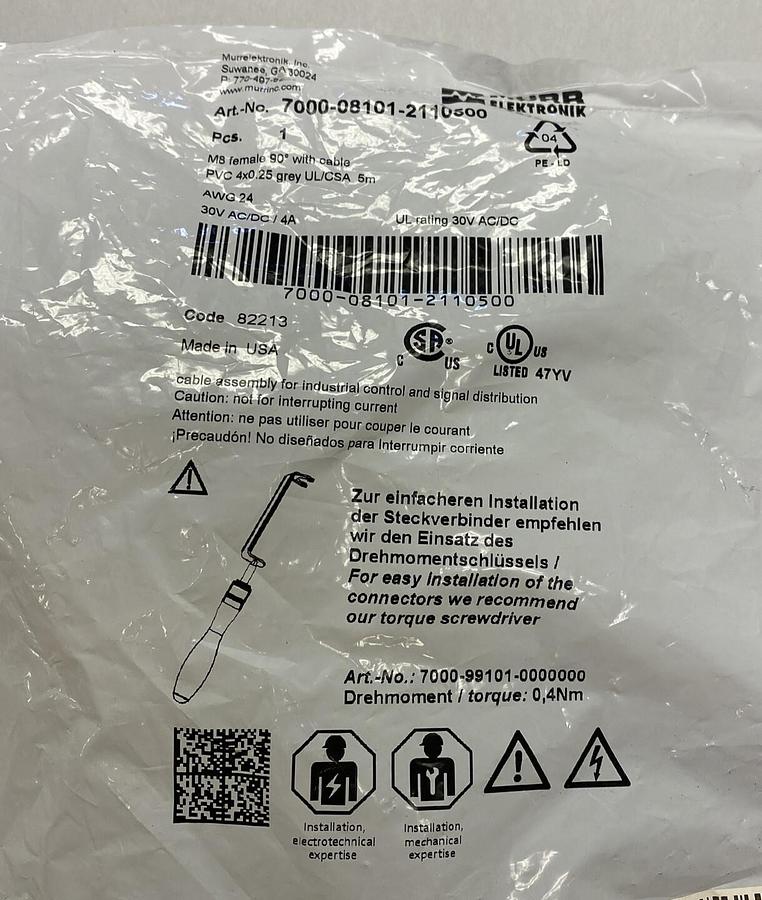 Murrelektronik, Inc.
Suwanee, GA 30024
www.murrinc.com
MURR
ELEKTRONIK
Art.-No. 7000-08101-2110500
04
PE-LD
Pcs. 1
M8 female 90° with cable
PVC 4x0.25 grey UL/CSA 5m
AWG 24
30V AC/DC / 4A
UL rating 30V AC/DC
7000-08101-2110500
Code 82213
Made in USA
C SA® US
C UL US
LISTED 47YV
cable assembly for industrial control and signal distribution
Caution: not for interrupting current
Attention: ne pas utiliser pour couper le courant
¡Precaudón! No diseñados para Interrumpir corriente
Zur einfacheren Installation
der Steckverbinder empfehlen
wir den Einsatz des
Drehmomentschlüssels /
For easy Installation of the
connectors we recommend
our torque screwdriver
Art.-No.: 7000-99101-0000000
Drehmoment / torque: 0,4Nm
Installation,
electrotechnical
expertise
Installation,
mechanical
expertise